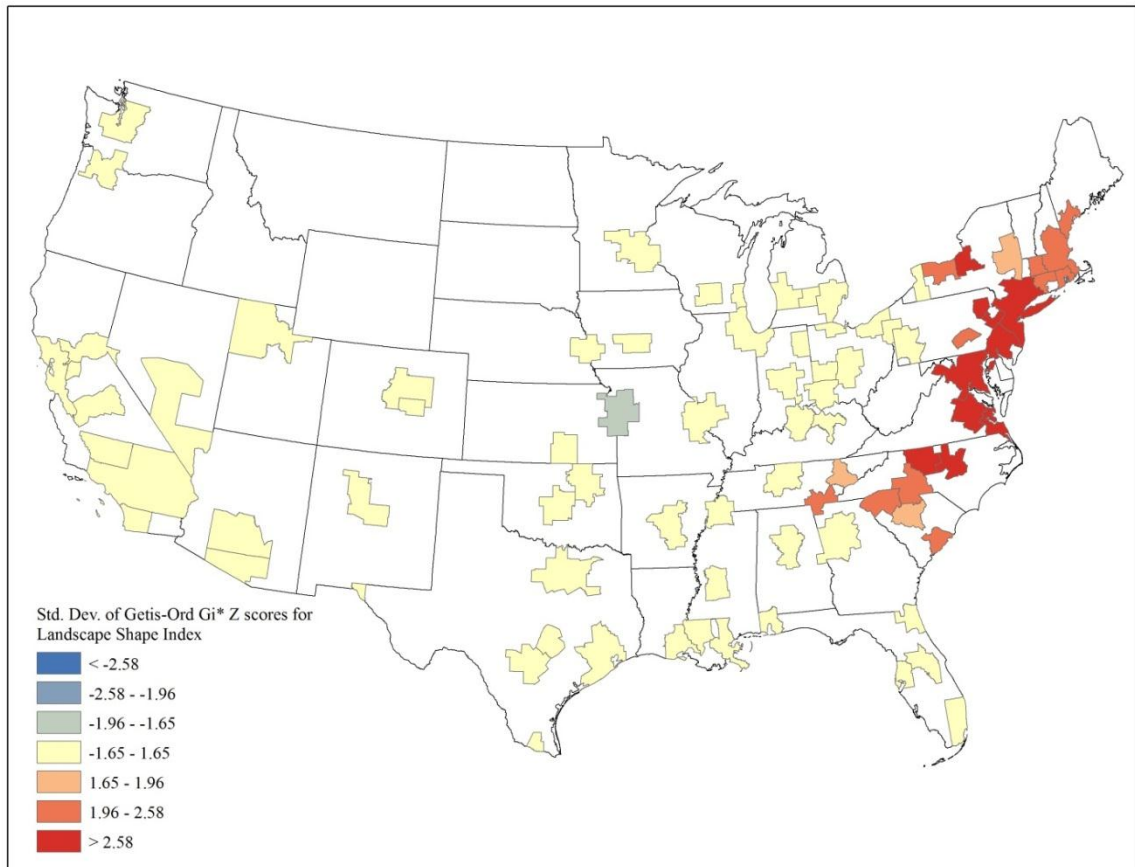 Std. Dev. of Getis-Ord Gi* Z scores for
Landscape Shape Index
< -2.58
-2.58 - -1.96
-1.96 - -1.65
-1.65 - 1.65
1.65 - 1.96
1.96 - 2.58
> 2.58